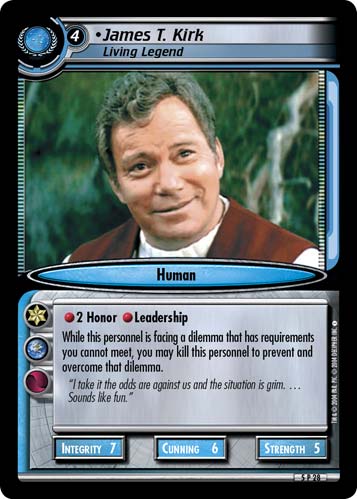 4
•James T. Kirk
Living Legend
Human
2 Honor Leadership
While this personnel is facing a dilemma that has requirements
you cannot meet, you may kill this personnel to prevent and
overcome that dilemma.
"I take it the odds are against us and the situation is grim. …
Sounds like fun."
INTEGRITY 7
CUNNING 6
STRENGTH 5
5 P 28